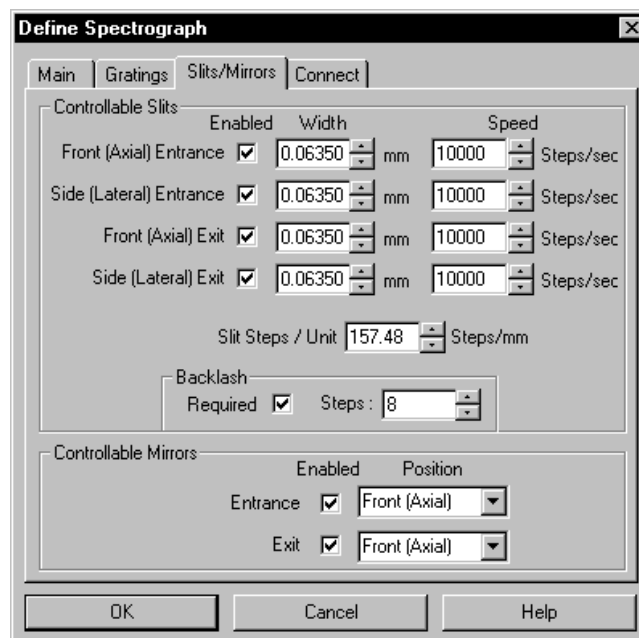 Define Spectrograph
Main Gratings Slits/Mirrors Connect
Controllable Slits
Enabled Width Speed
Front (Axial) Entrance 0.06350 mm 10000 Steps/sec
Side (Lateral) Entrance 0.06350 mm 10000 Steps/sec
Front (Axial) Exit 0.06350 mm 10000 Steps/sec
Side (Lateral) Exit 0.06350 mm 10000 Steps/sec
Slit Steps / Unit 157.48 Steps/mm
Backlash
Required Steps : 8
Controllable Mirrors
Enabled Position
Entrance Front (Axial)
Exit Front (Axial)
OK Cancel Help